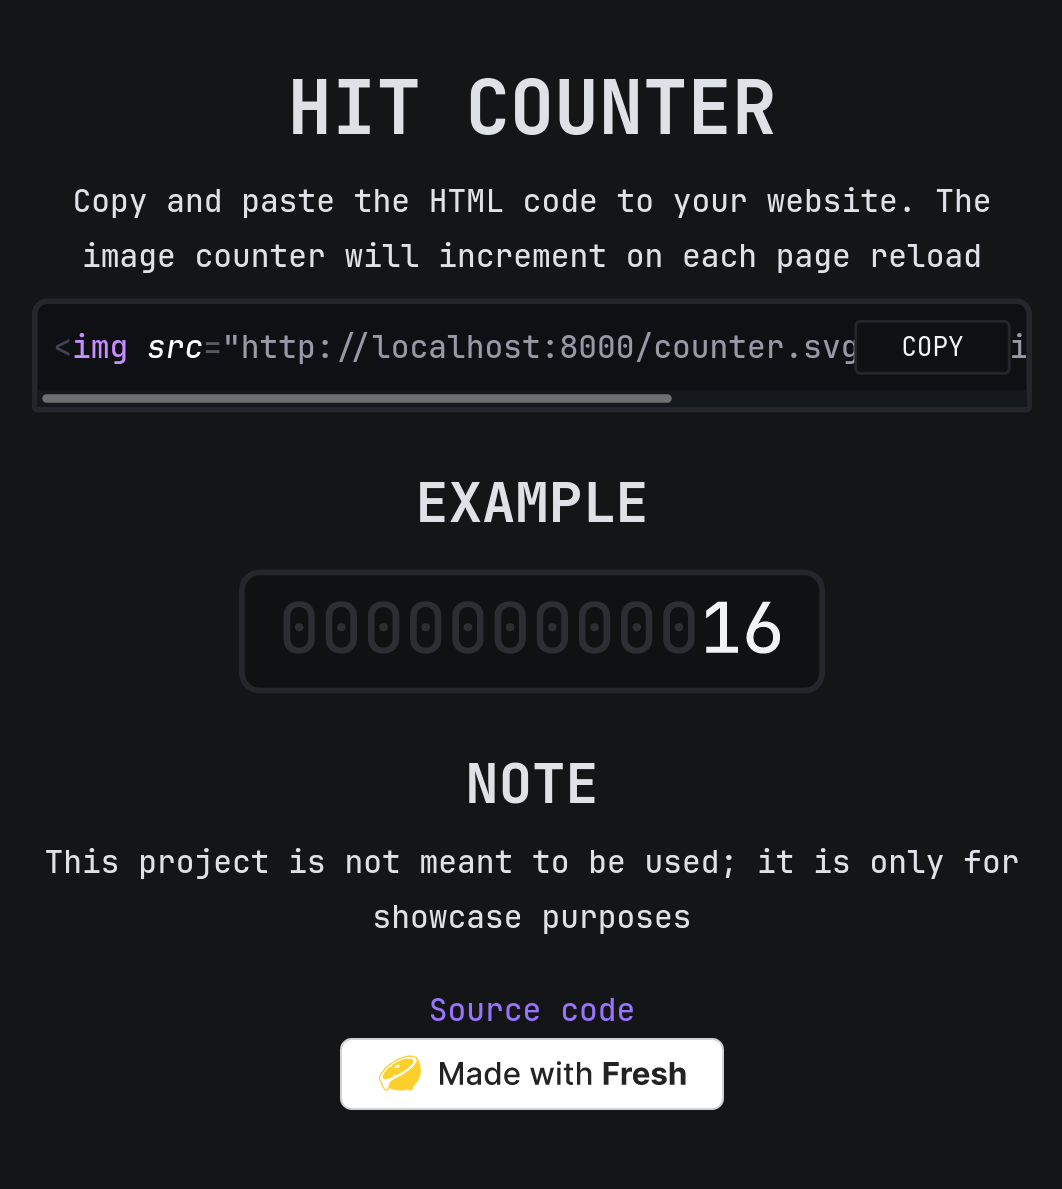 HIT COUNTER
Copy and paste the HTML code to your website. The
image counter will increment on each page reload
<img src="http://localhost:8000/counter.svg
COPY
EXAMPLE
000000000016
NOTE
This project is not meant to be used; it is only for
showcase purposes
Source code
Made with Fresh